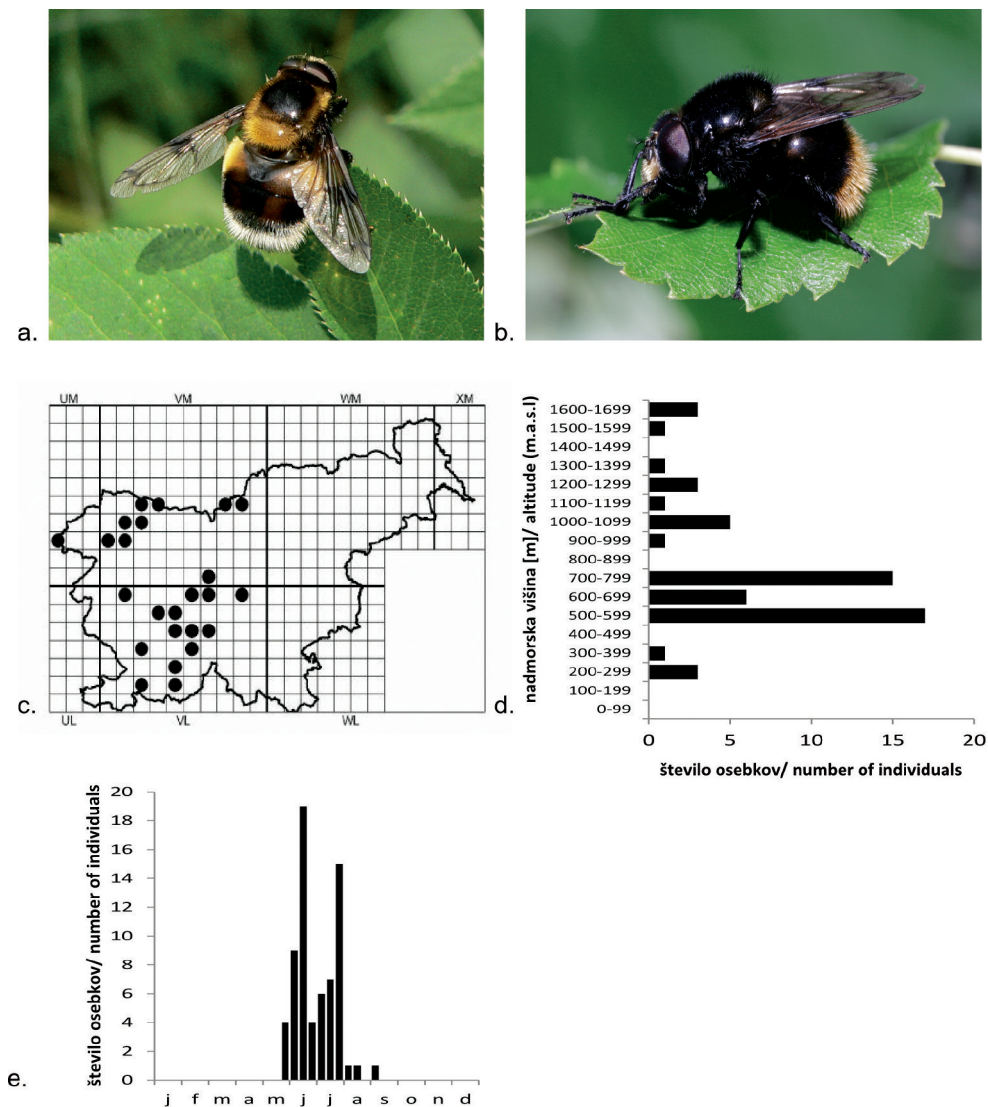 a.
b.
UM VM WM XM
UL VL WL
c.
nadmorska višina [m]/ altitude (m.a.s.l)
1600-1699
1500-1599
1400-1499
1300-1399
1200-1299
1100-1199
1000-1099
900-999
800-899
700-799
600-699
500-599
400-499
300-399
200-299
100-199
0-99
0 5 10 15 20
število osebkov/ number of individuals
d.
število osebkov/ number of individuals
20
18
16
14
12
10
8
6
4
2
0
j f m a m j j a s o n d
e.